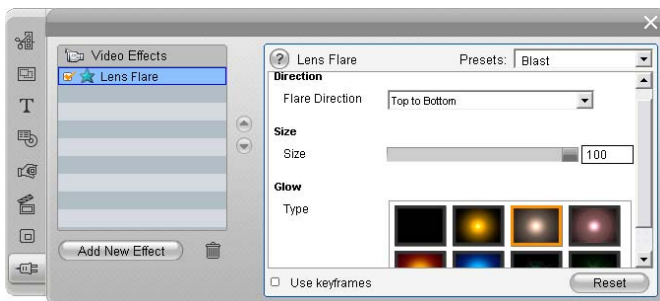 Video Effects
Lens Flare
Add New Effect
T
? Lens Flare Presets: Blast
Direction
Flare Direction Top to Bottom
Size
Size 100
Glow
Type
Use keyframes Reset